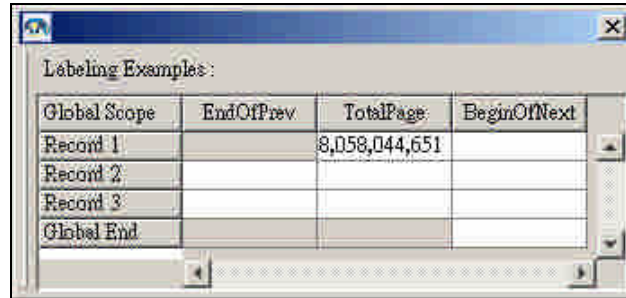 Labeling Examples :
Global Scope EndOfPrev TotalPage BeginOfNext
Record 1 8,058,044,651
Record 2
Record 3
Global End